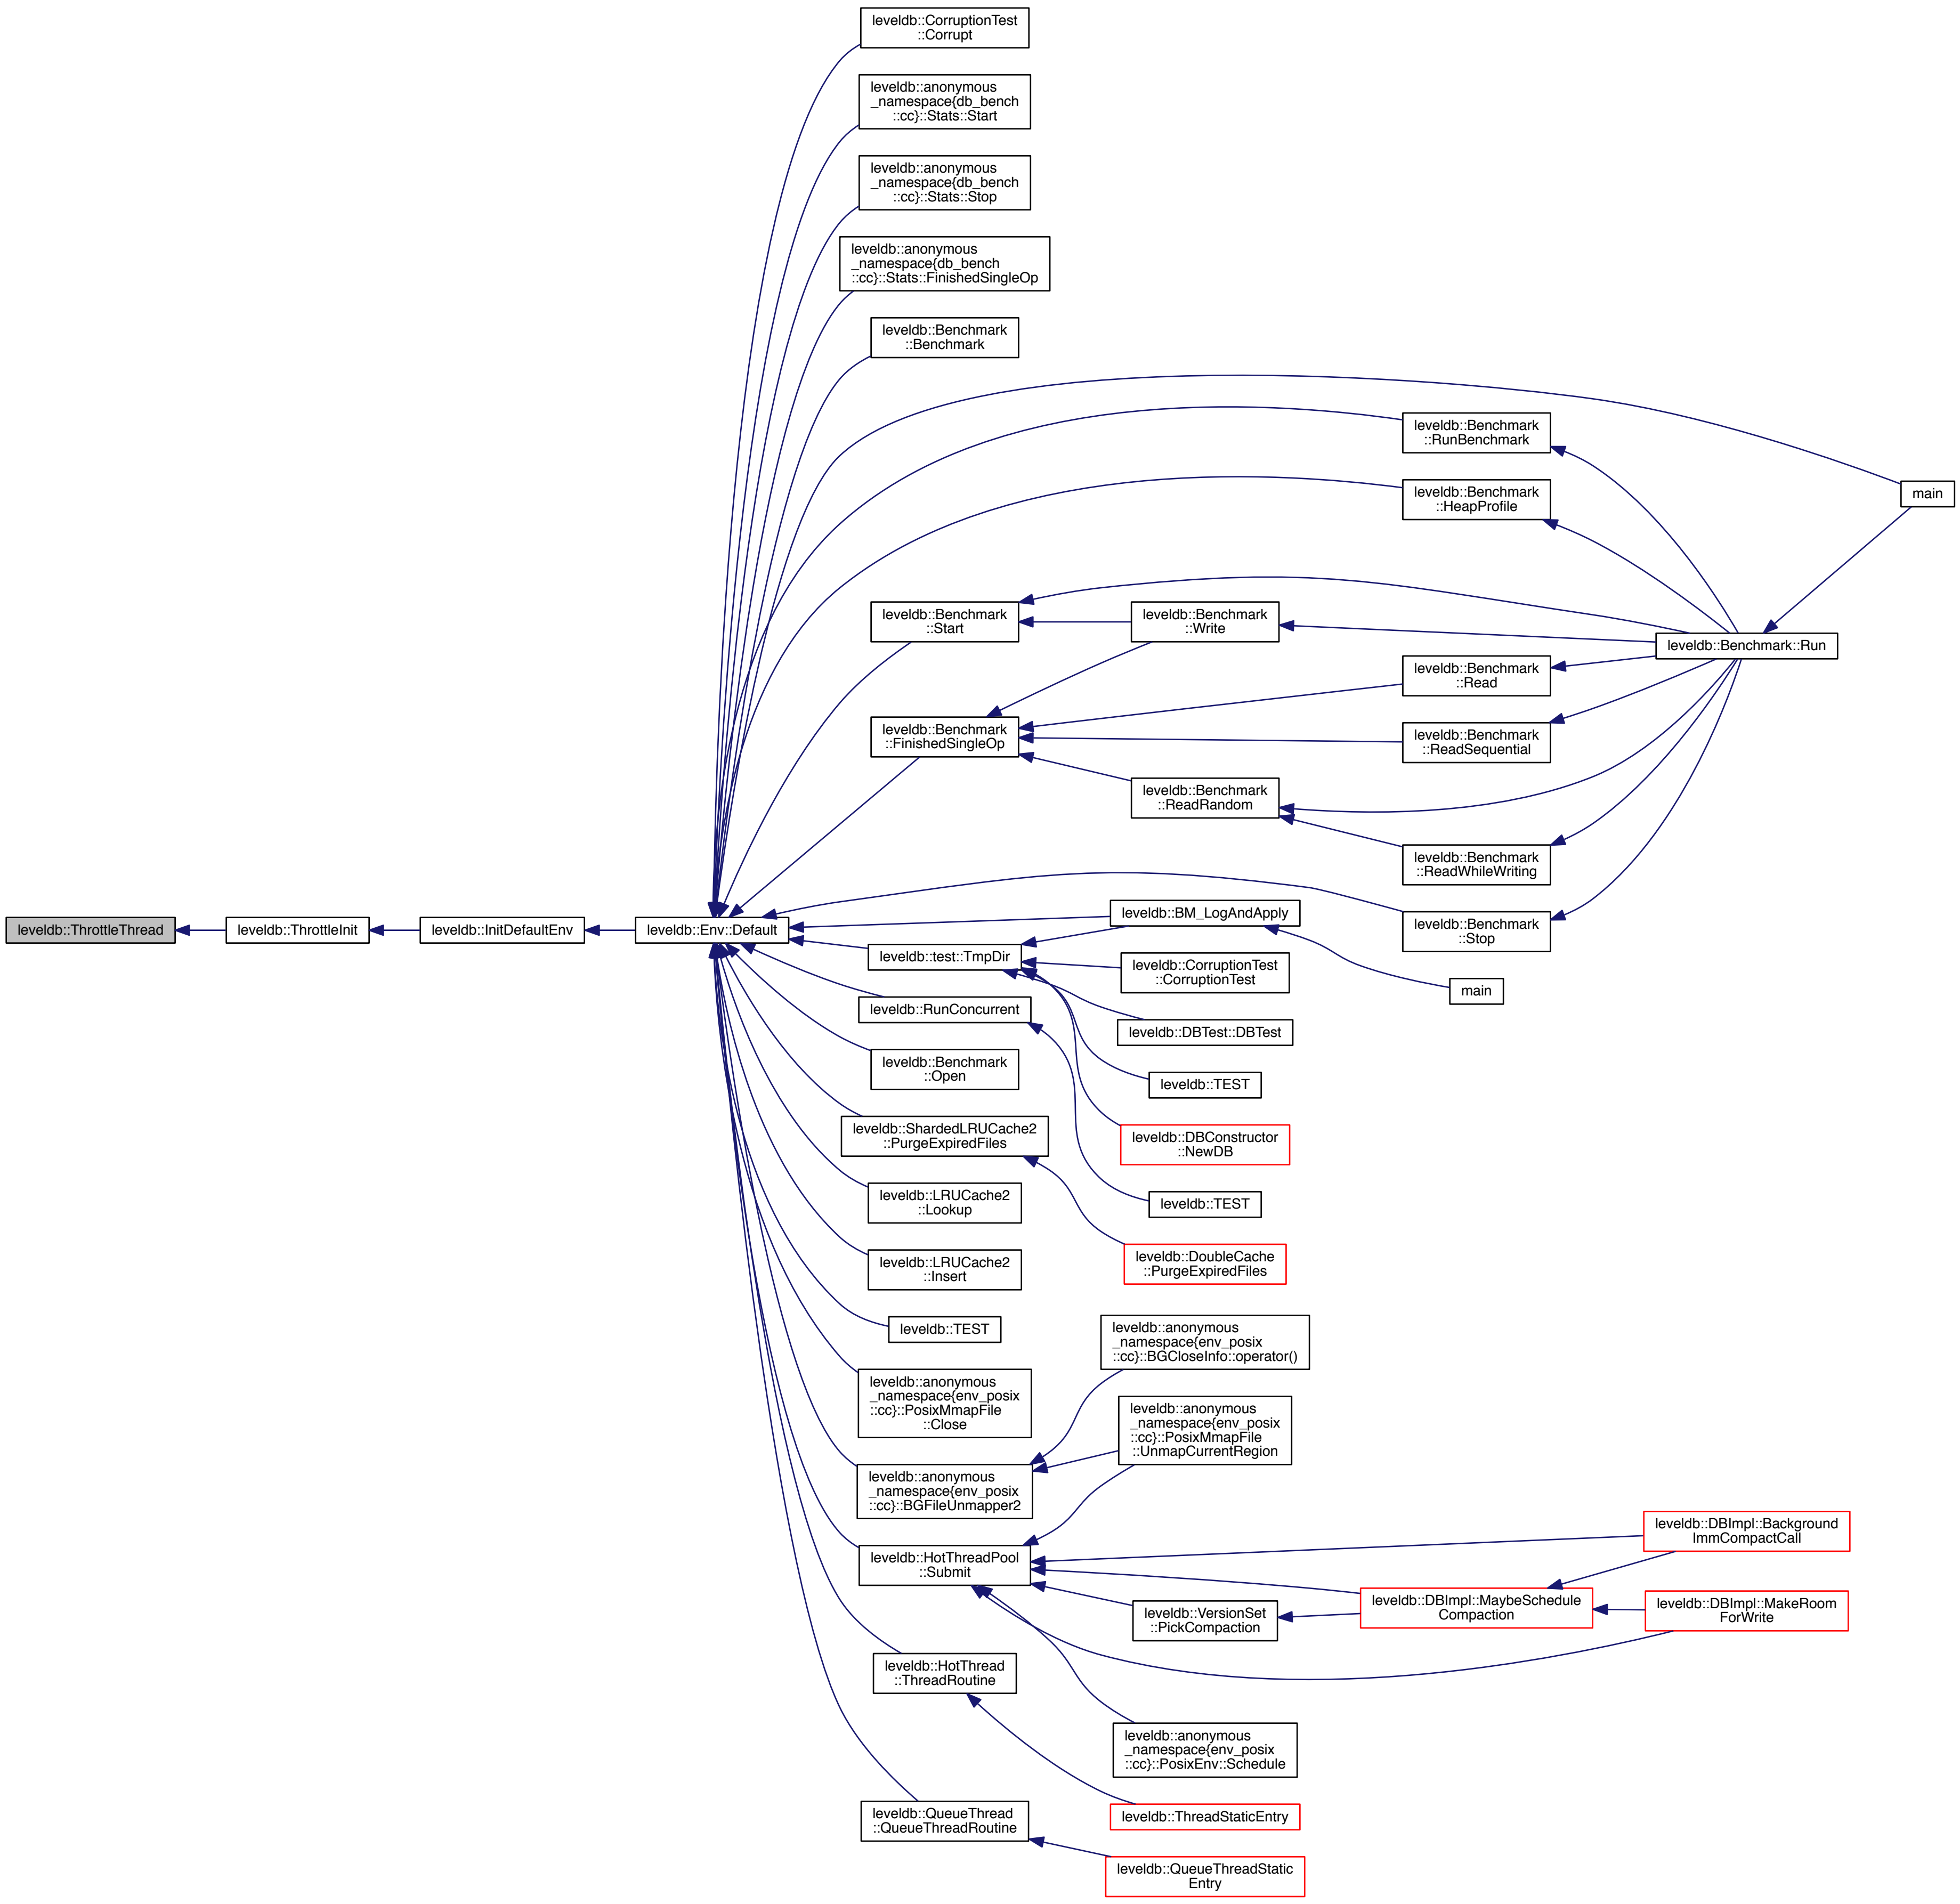 leveldb::ThrottleThread
leveldb::ThrottleInit
leveldb::InitDefaultEnv
leveldb::Env::Default
leveldb::CorruptionTest
::Corrupt
leveldb::anonymous
_namespace{db_bench
::cc}::Stats::Start
leveldb::anonymous
_namespace{db_bench
::cc}::Stats::Stop
leveldb::anonymous
_namespace{db_bench
::cc}::Stats::FinishedSingleOp
leveldb::Benchmark
::Benchmark
leveldb::Benchmark
::RunBenchmark
leveldb::Benchmark
::HeapProfile
main
leveldb::Benchmark
::Start
leveldb::Benchmark
::Write
leveldb::Benchmark::Run
leveldb::Benchmark
::Read
leveldb::Benchmark
::FinishedSingleOp
leveldb::Benchmark
::ReadSequential
leveldb::Benchmark
::ReadRandom
leveldb::Benchmark
::ReadWhileWriting
leveldb::BM_LogAndApply
leveldb::Benchmark
::Stop
leveldb::test::TmpDir
leveldb::CorruptionTest
::CorruptionTest
main
leveldb::RunConcurrent
leveldb::DBTest::DBTest
leveldb::Benchmark
::Open
leveldb::TEST
leveldb::ShardedLRUCache2
::PurgeExpiredFiles
leveldb::DBConstructor
::NewDB
leveldb::LRUCache2
::Lookup
leveldb::TEST
leveldb::LRUCache2
::Insert
leveldb::DoubleCache
::PurgeExpiredFiles
leveldb::TEST
leveldb::anonymous
_namespace{env_posix
::cc}::BGCloseInfo::operator()
leveldb::anonymous
_namespace{env_posix
::cc}::PosixMmapFile
::Close
leveldb::anonymous
_namespace{env_posix
::cc}::PosixMmapFile
::UnmapCurrentRegion
leveldb::anonymous
_namespace{env_posix
::cc}::BGFileUnmapper2
leveldb::HotThreadPool
::Submit
leveldb::DBImpl::Background
ImmCompactCall
leveldb::DBImpl::MaybeSchedule
Compaction
leveldb::DBImpl::MakeRoom
ForWrite
leveldb::VersionSet
::PickCompaction
leveldb::HotThread
::ThreadRoutine
leveldb::anonymous
_namespace{env_posix
::cc}::PosixEnv::Schedule
leveldb::ThreadStaticEntry
leveldb::QueueThread
::QueueThreadRoutine
leveldb::QueueThreadStatic
Entry